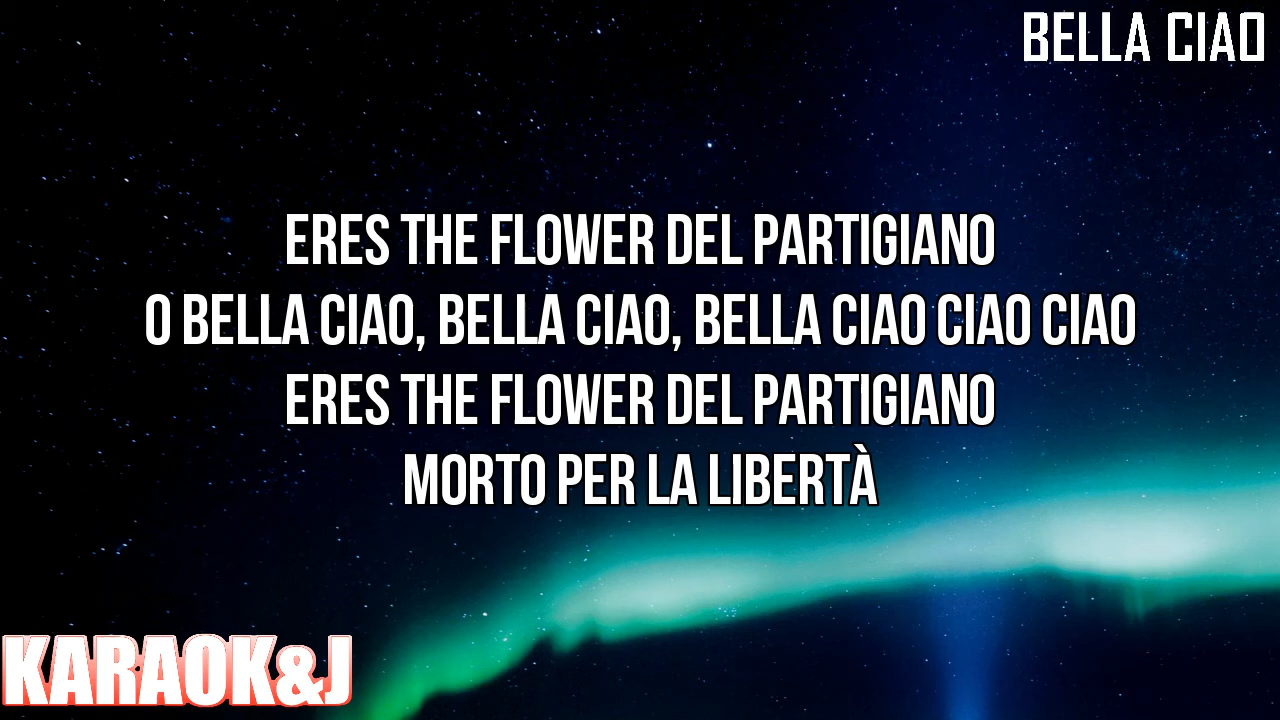 BELLA CIAO
ERES THE FLOWER DEL PARTIGIANO
O BELLA CIAO, BELLA CIAO, BELLA CIAO CIAO CIAO
ERES THE FLOWER DEL PARTIGIANO
MORTO PER LA LIBERTÀ
KARAOK&J